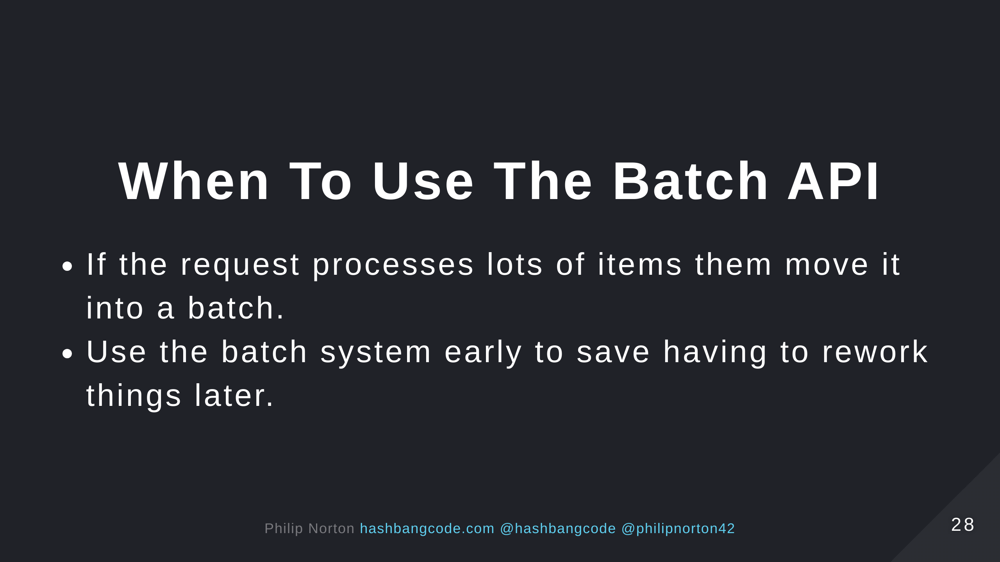 When To Use The Batch API
• If the request processes lots of items them move it
into a batch.
• Use the batch system early to save having to rework
things later.
Philip Norton hashbangcode.com @hashbangcode @philipnorton42
28